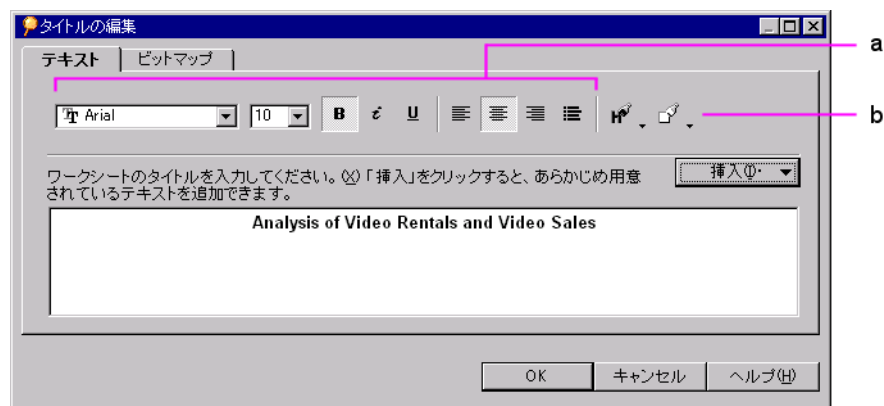 タイトルの編集
テキスト ビットマップ
a
Arial 10 B i U
b
ワークシートのタイトルを入力してください。(X)「挿入」をクリックすると、あらかじめ用意
されているテキストを追加できます。
挿入(I)・
Analysis of Video Rentals and Video Sales
OK キャンセル ヘルプ(H)